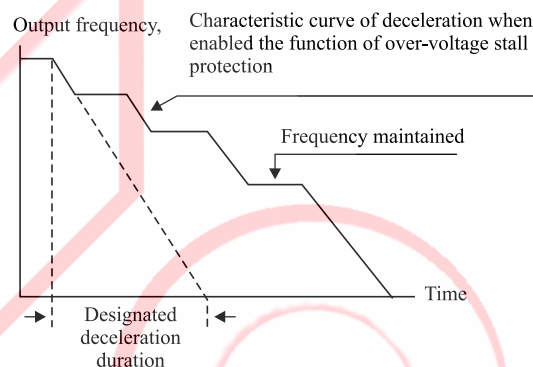 Output frequency,
Characteristic curve of deceleration when
enabled the function of over-voltage stall
protection
Frequency maintained
Time
Designated
deceleration
duration